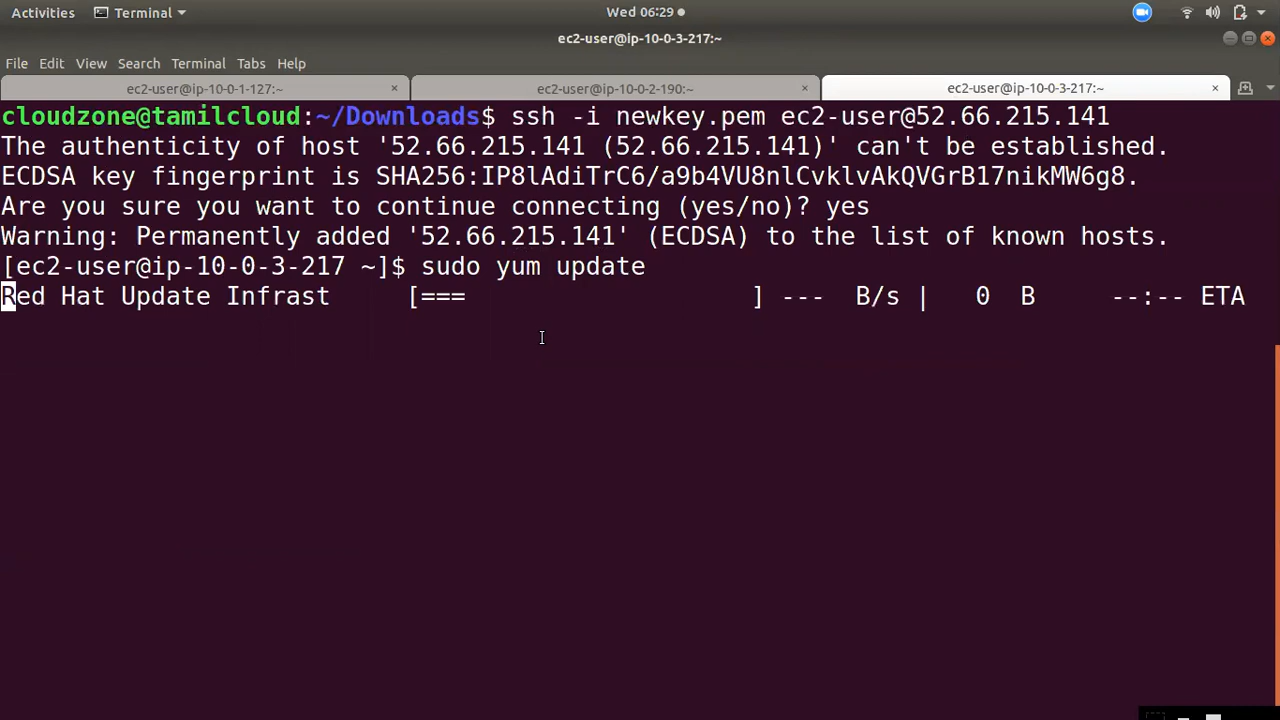 Activities Terminal Wed 06:29
ec2-user@ip-10-0-3-217:~
File Edit View Search Terminal Tabs Help
ec2-user@ip-10-0-1-127:~ × ec2-user@ip-10-0-2-190:~ × ec2-user@ip-10-0-3-217:~ ×
cloudzone@tamilcloud:~/Downloads$ ssh -i newkey.pem ec2-user@52.66.215.141
The authenticity of host '52.66.215.141 (52.66.215.141)' can't be established.
ECDSA key fingerprint is SHA256:IP8lAdiTrC6/a9b4VU8nlCvklvAkQVGrB17nikMW6g8.
Are you sure you want to continue connecting (yes/no)? yes
Warning: Permanently added '52.66.215.141' (ECDSA) to the list of known hosts.
[ec2-user@ip-10-0-3-217 ~]$ sudo yum update
Red Hat Update Infrast [=== ] --- B/s | 0 B --:-- ETA